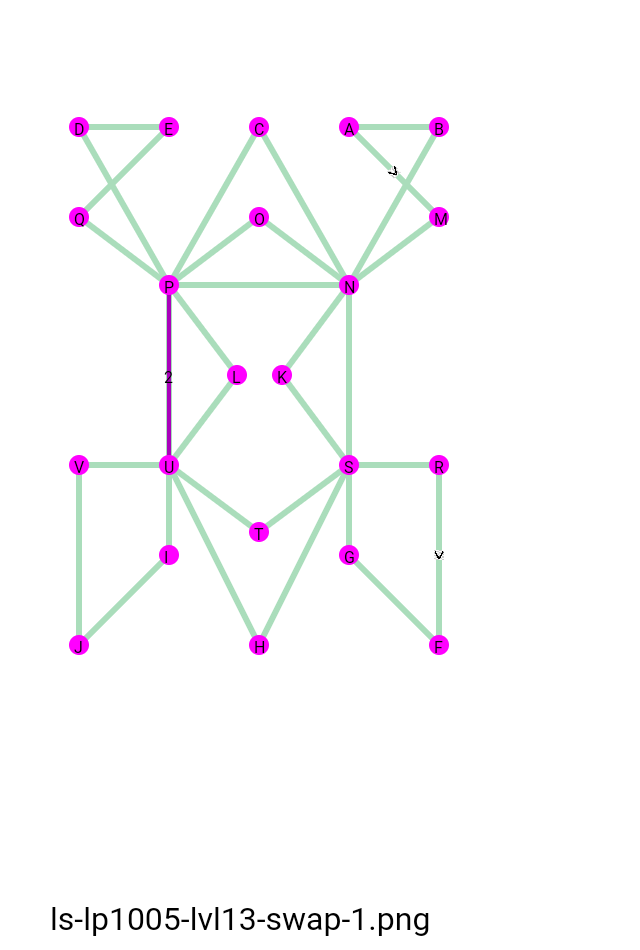 D E C A B
Q O M
P N
2 L K
V U S R
T
I G
J H F
ls-lp1005-lvl13-swap-1.png